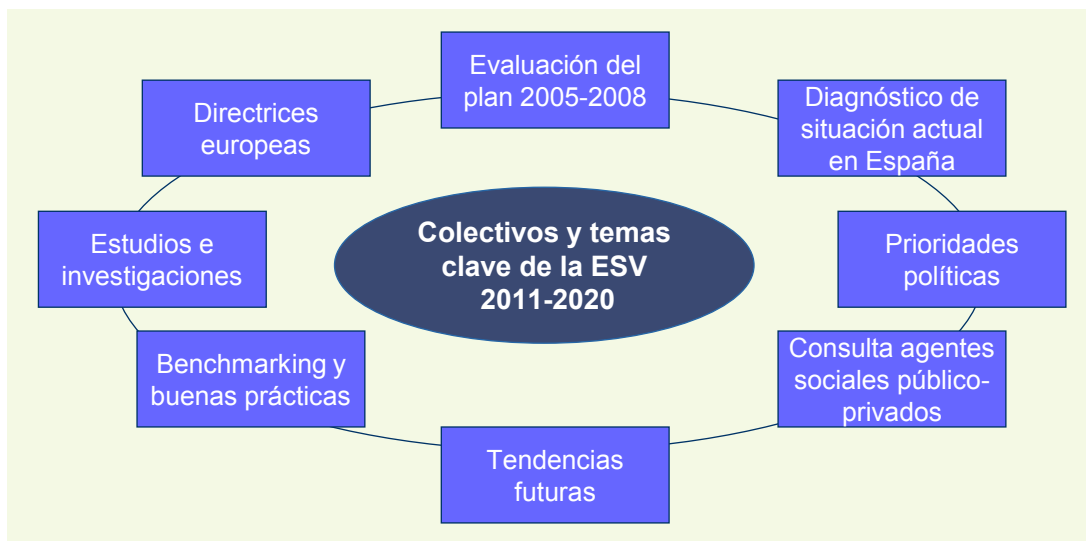 Evaluación del
plan 2005-2008
Diagnóstico de
situación actual
en España
Prioridades
políticas
Consulta agentes
sociales público-
privados
Tendencias
futuras
Benchmarking y
buenas prácticas
Estudios e
investigaciones
Directrices
europeas
Colectivos y temas
clave de la ESV
2011-2020